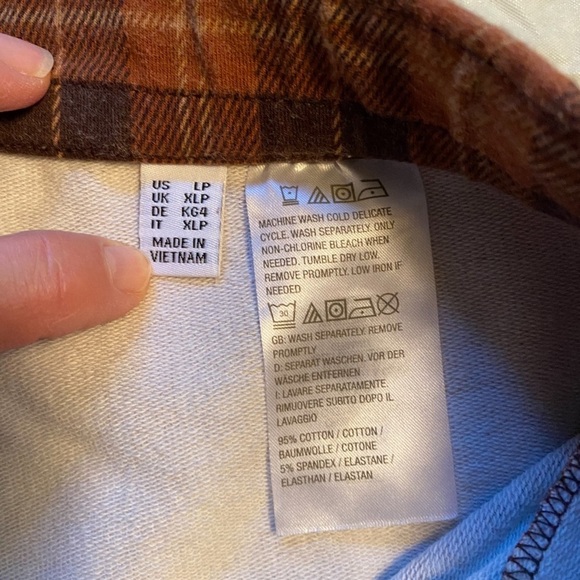 US LP
UK XLP
DE KG4
IT XLP
MADE IN
VIETNAM
MACHINE WASH COLD DELICATE
CYCLE. WASH SEPARATELY. ONLY
NON-CHLORINE BLEACH WHEN
NEEDED. TUMBLE DRY LOW.
REMOVE PROMPTLY. LOW IRON IF
NEEDED
30
GB: WASH SEPARATELY. REMOVE
PROMPTLY
D: SEPARAT WASCHEN. VOR DER
WÄSCHE ENTFERNEN
I: LAVARE SEPARATAMENTE.
RIMUOVERE SUBITO DOPO IL
LAVAGGIO
95% COTTON / COTTON /
BAUMWOLLE / COTONE
5% SPANDEX / ELASTANE /
ELASTHAN / ELASTAN